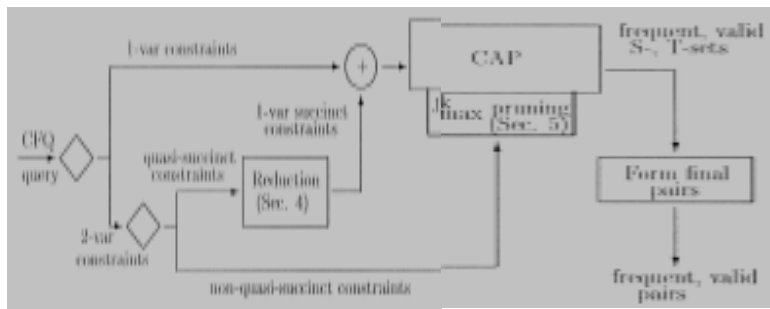 1-var constraints
CAP
frequent, valid
S-, T-sets
+
1-var succinct
constraints
J^k_max pruning
(Sec. 5)
CFQ
query
quasi-succinct
constraints
Reduction
(Sec. 4)
Form final
pairs
2-var
constraints
non-quasi-succinct constraints
frequent, valid
pairs